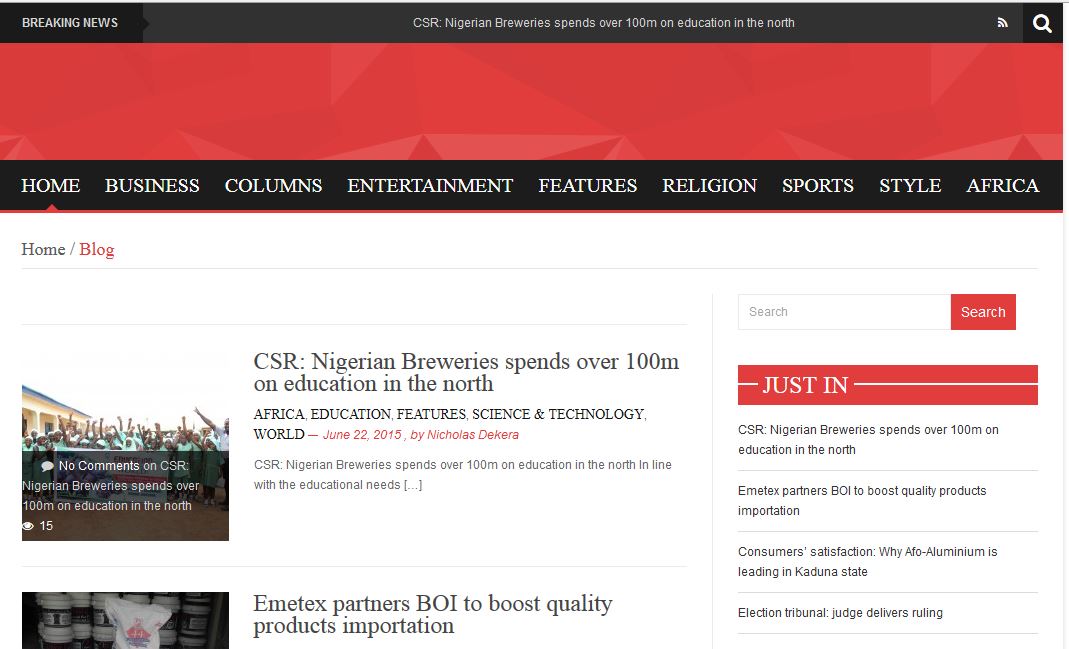 BREAKING NEWS
CSR: Nigerian Breweries spends over 100m on education in the north
HOME BUSINESS COLUMNS ENTERTAINMENT FEATURES RELIGION SPORTS STYLE AFRICA
Home / Blog
CSR: Nigerian Breweries spends over 100m
on education in the north
AFRICA, EDUCATION, FEATURES, SCIENCE & TECHNOLOGY,
WORLD — June 22, 2015 , by Nicholas Dekera
CSR: Nigerian Breweries spends over 100m on education in the north In line
with the educational needs [...]
No Comments on CSR:
Nigerian Breweries spends over
100m on education in the north
15
Emetex partners BOI to boost quality
products importation
Search
Search
JUST IN
CSR: Nigerian Breweries spends over 100m on
education in the north
Emetex partners BOI to boost quality products
importation
Consumers’ satisfaction: Why Afo-Aluminium is
leading in Kaduna state
Election tribunal: judge delivers ruling